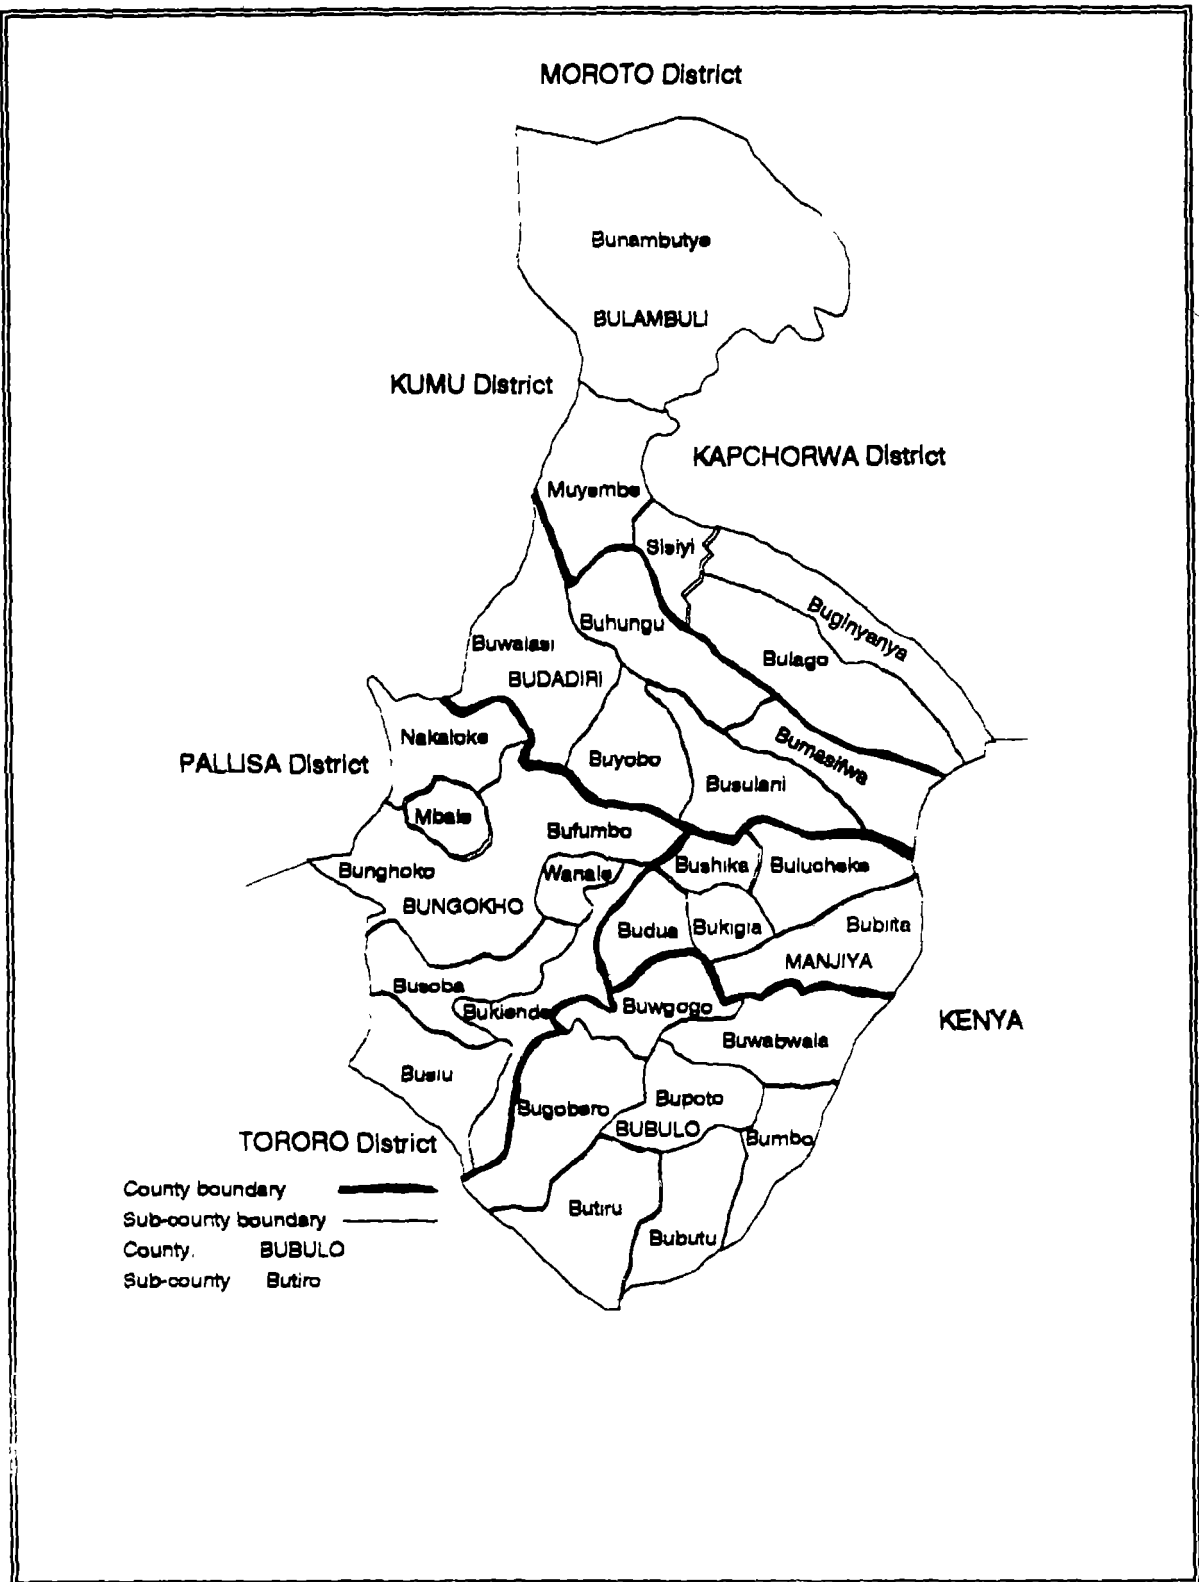 MOROTO District
Bunambutye
BULAMBULI
KUMU District
KAPCHORWA District
Muyembe
Sisiyi
Buginyanya
Buhungu
Bulago
Buwalasi
BUDADIRI
Nakaloke
Bumasifwa
PALLISA District
Buyobo
Busulani
Mbale
Bufumbo
Bunghoko
Wanale
Bushika
Bulucheke
BUNGOKHO
Budua
Bukigia
Bubirta
MANJIYA
Busoba
Bukiende
Buwgogo
KENYA
Buwabwala
Busiu
Bugobero
Bupoto
BUBULO
Bumbo
TORORO District
County boundary
Sub-county boundary
County. BUBULO
Sub-county Butiro
Butiru
Bubutu